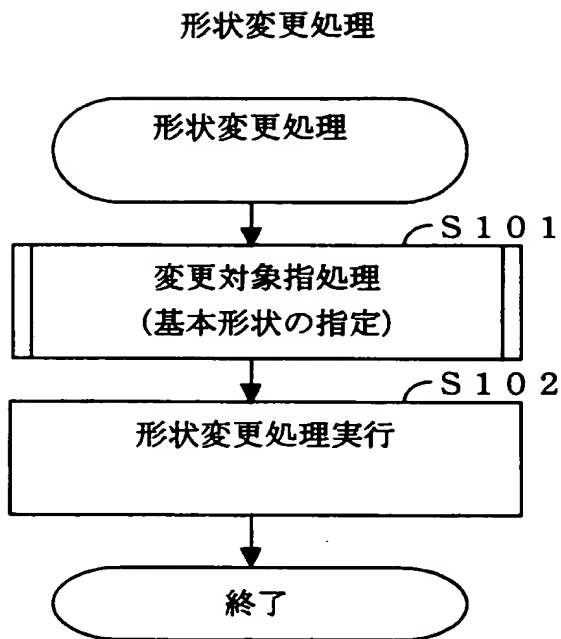 形状変更処理
形状変更処理
S101
変更対象指処理
(基本形状の指定)
S102
形状変更処理実行
終了